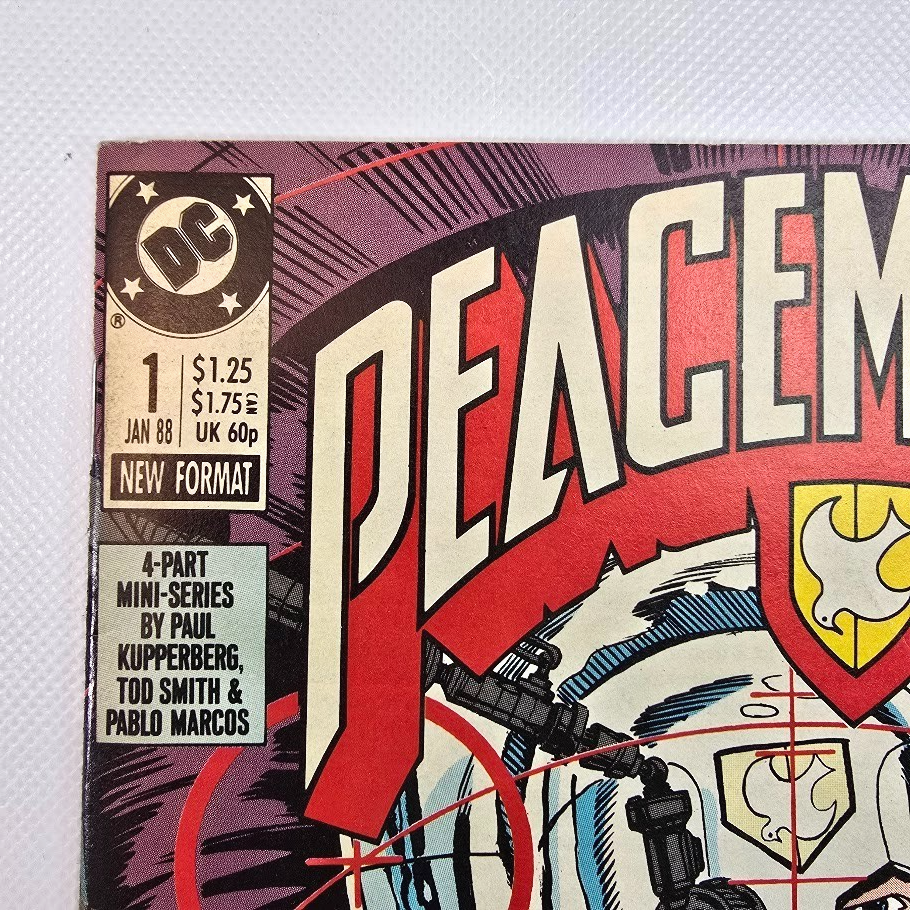 DC
®
1
JAN 88
$1.25
$1.75 CAN
UK 60p
NEW FORMAT
4-PART
MINI-SERIES
BY PAUL
KUPPERBERG,
TOD SMITH &
PABLO MARCOS
PEACEM